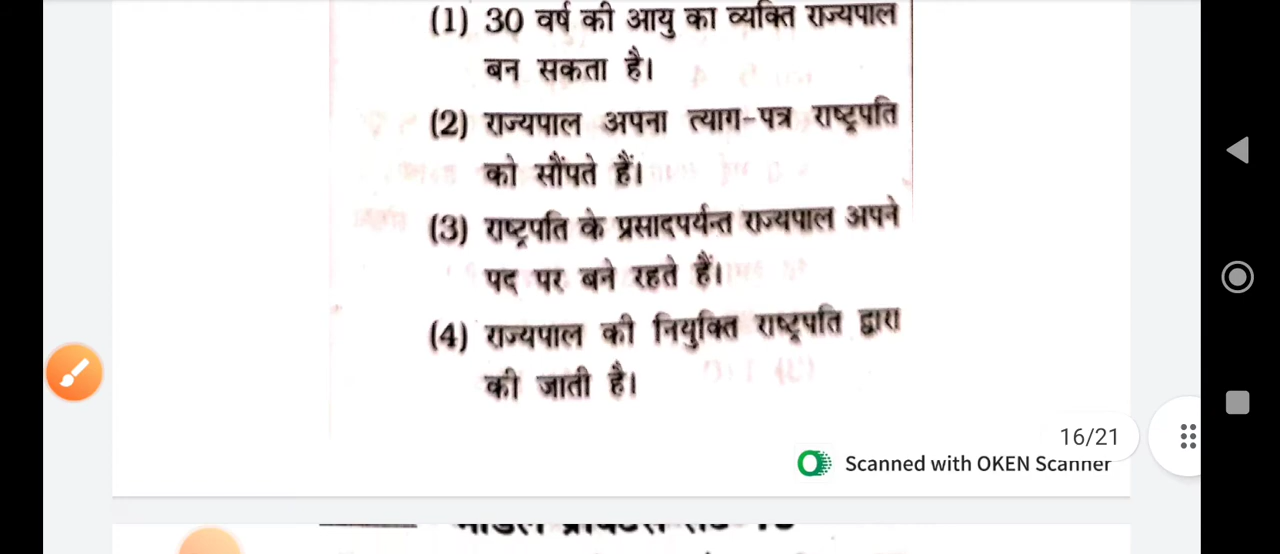 (1) 30 वर्ष की आयु का व्यक्ति राज्यपाल
बन सकता है।
(2) राज्यपाल अपना त्याग-पत्र राष्ट्रपति
को सौंपते हैं।
(3) राष्ट्रपति के प्रसादपर्यन्त राज्यपाल अपने
पद पर बने रहते हैं।
(4) राज्यपाल की नियुक्ति राष्ट्रपति द्वारा
की जाती है।
16/21
Scanned with OKEN Scanner